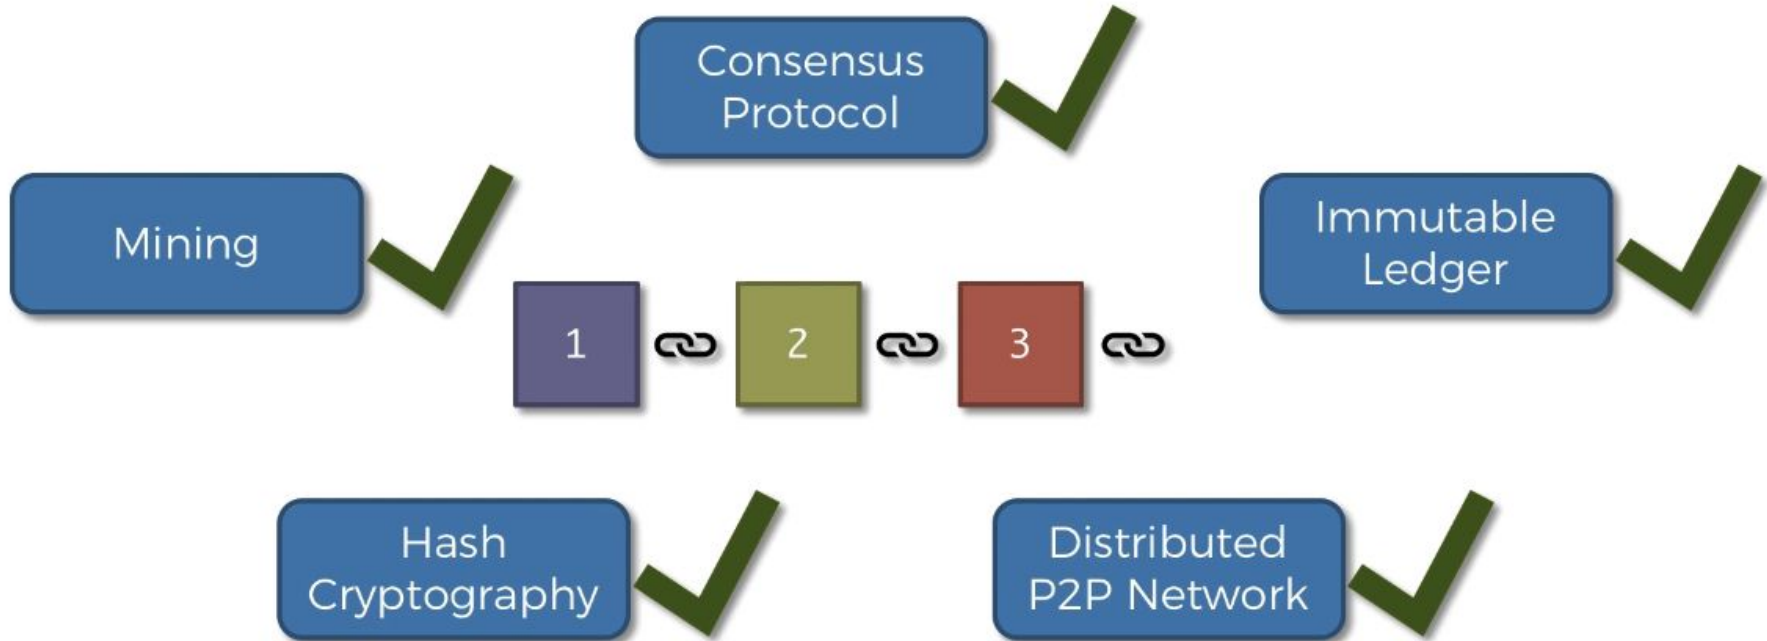 Consensus
Protocol
Mining
Immutable
Ledger
1
2
3
Hash
Cryptography
Distributed
P2P Network